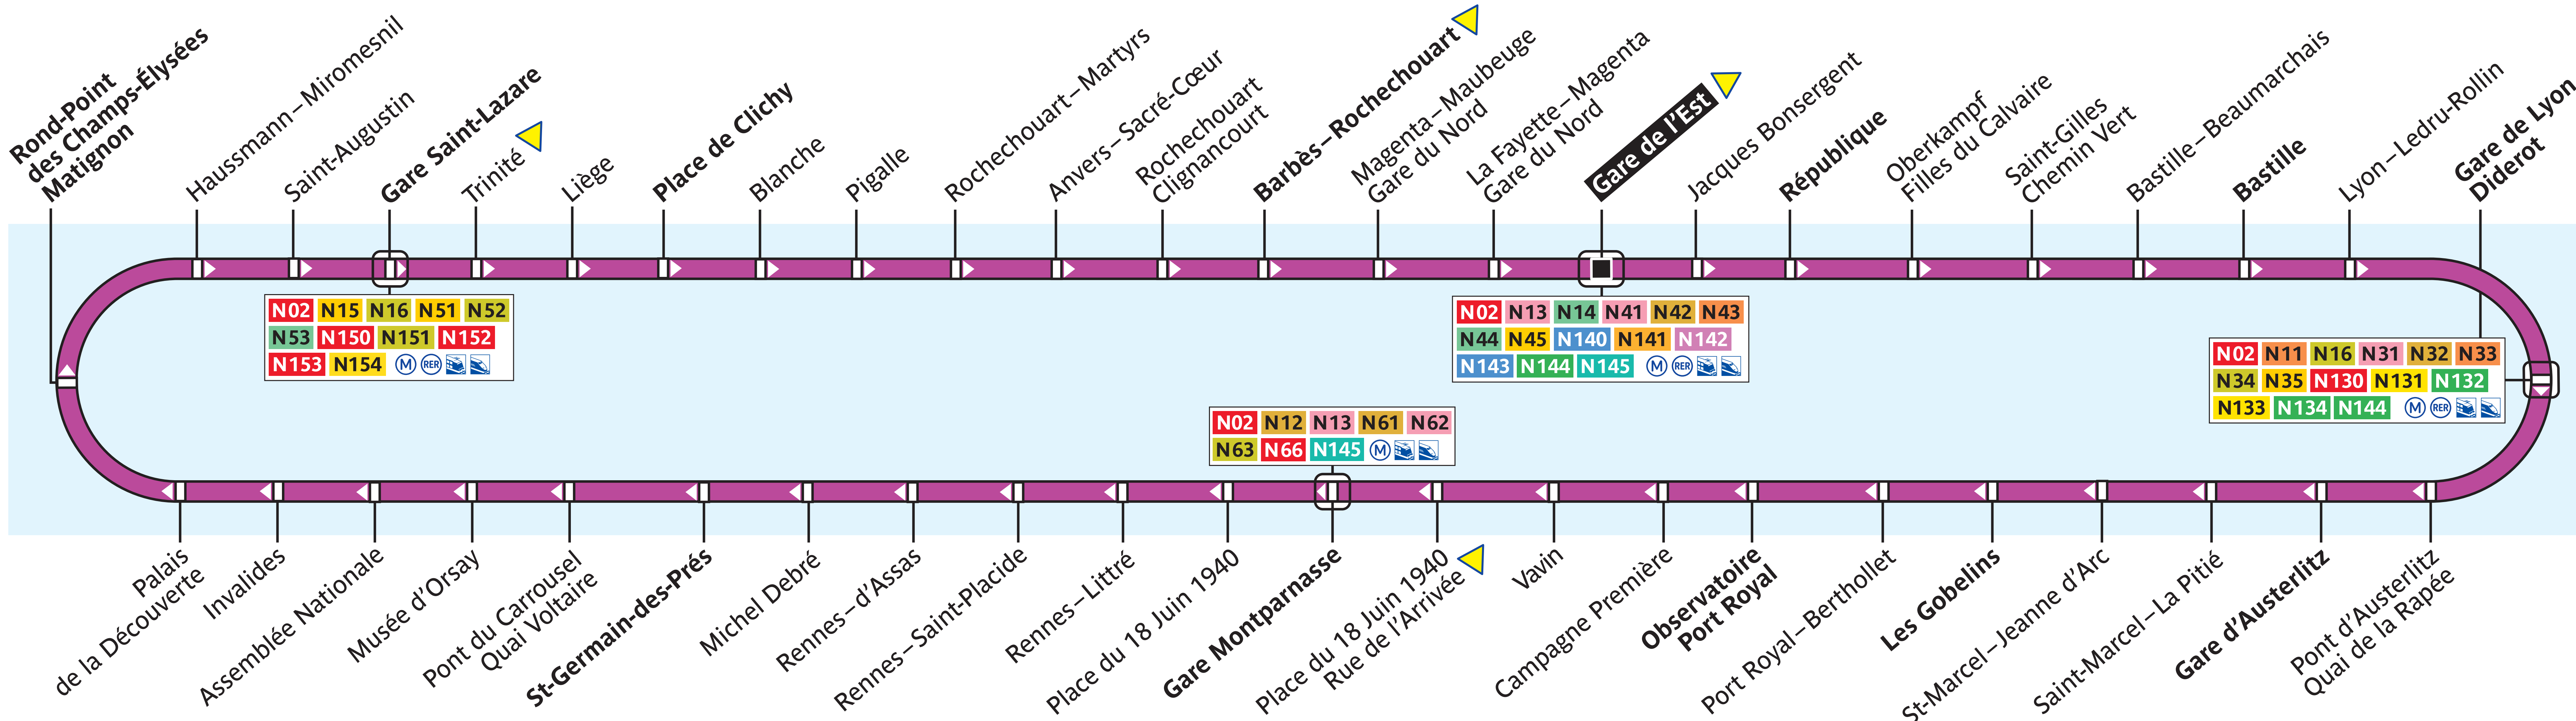 Rond-Point
des Champs-Élysées
Matignon
Haussmann – Miromesnil
Saint-Augustin
Gare Saint-Lazare
Trinité
Liège
Place de Clichy
Blanche
Pigalle
Rochechouart – Martyrs
Anvers – Sacré-Cœur
Rochechouart
Clignancourt
Barbès – Rochechouart
Magenta – Maubeuge
Gare du Nord
La Fayette – Magenta
Gare du Nord
Gare de l'Est
Jacques Bonsergent
République
Oberkampf
Filles du Calvaire
Saint-Gilles
Chemin Vert
Bastille – Beaumarchais
Bastille
Lyon – Ledru-Rollin
Gare de Lyon
Diderot
N02 N15 N16 N51 N52
N53 N150 N151 N152
N153 N154 M RER
N02 N13 N14 N41 N42 N43
N44 N45 N140 N141 N142
N143 N144 N145 M RER
N02 N11 N16 N31 N32 N33
N34 N35 N130 N131 N132
N133 N134 N144 M RER
N02 N12 N13 N61 N62
N63 N66 N145 M
Palais
de la Découverte
Invalides
Assemblée Nationale
Musée d'Orsay
Pont du Carrousel
Quai Voltaire
St-Germain-des-Prés
Michel Debré
Rennes – d'Assas
Rennes – Saint-Placide
Rennes – Littré
Place du 18 Juin 1940
Gare Montparnasse
Place du 18 Juin 1940
Rue de l'Arrivée
Vavin
Campagne Première
Observatoire
Port Royal
Port Royal – Berthollet
Les Gobelins
St-Marcel – Jeanne d'Arc
Saint-Marcel – La Pitié
Gare d'Austerlitz
Pont d'Austerlitz
Quai de la Rapée